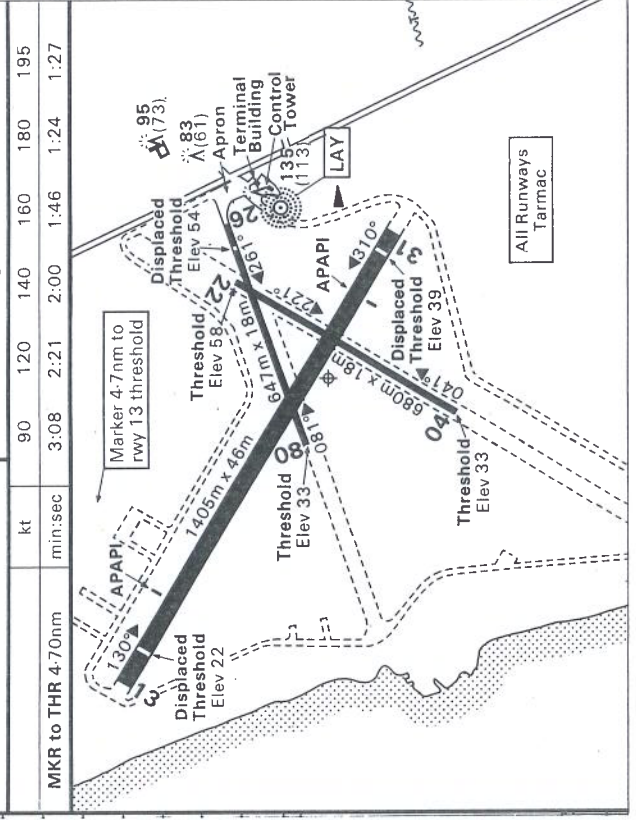 kt 90 120 140 160 180 195
MKR to THR 4·70nm min:sec 3:08 2:21 2:00 1:46 1:24 1:27
Marker 4·7nm to
rwy 13 threshold
95
(73)
83
(61)
Apron
Terminal
Building
Control
Tower
135
(113)
LAY
Displaced
Threshold
Elev 54
26
261°
22
221°
Threshold
Elev 58
647m x 18m
APAPI
310°
31
Displaced
Threshold
Elev 39
680m x 18m
041°
04
Threshold
Elev 33
08
081°
Threshold
Elev 33
1405m x 46m
APAPI
130°
13
Displaced
Threshold
Elev 22
All Runways
Tarmac